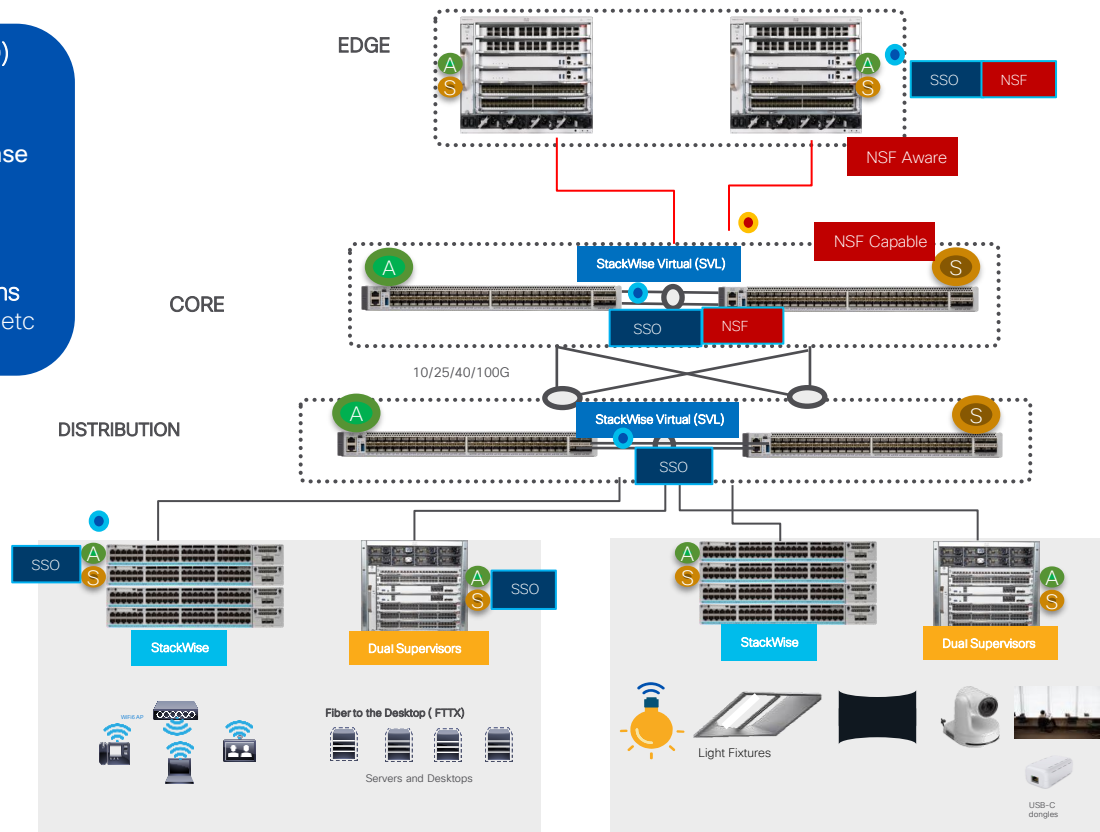 )
se
ns
etc
EDGE
A
S
A
S
SSO
NSF
NSF Aware
NSF Capable
StackWise Virtual (SVL)
A
S
CORE
SSO
NSF
10/25/40/100G
StackWise Virtual (SVL)
A
S
DISTRIBUTION
SSO
SSO
A
S
A
S
SSO
A
S
A
S
StackWise
Dual Supervisors
StackWise
Dual Supervisors
WiFi6 AP
Fiber to the Desktop ( FTTX)
Servers and Desktops
Light Fixtures
USB-C
dongles